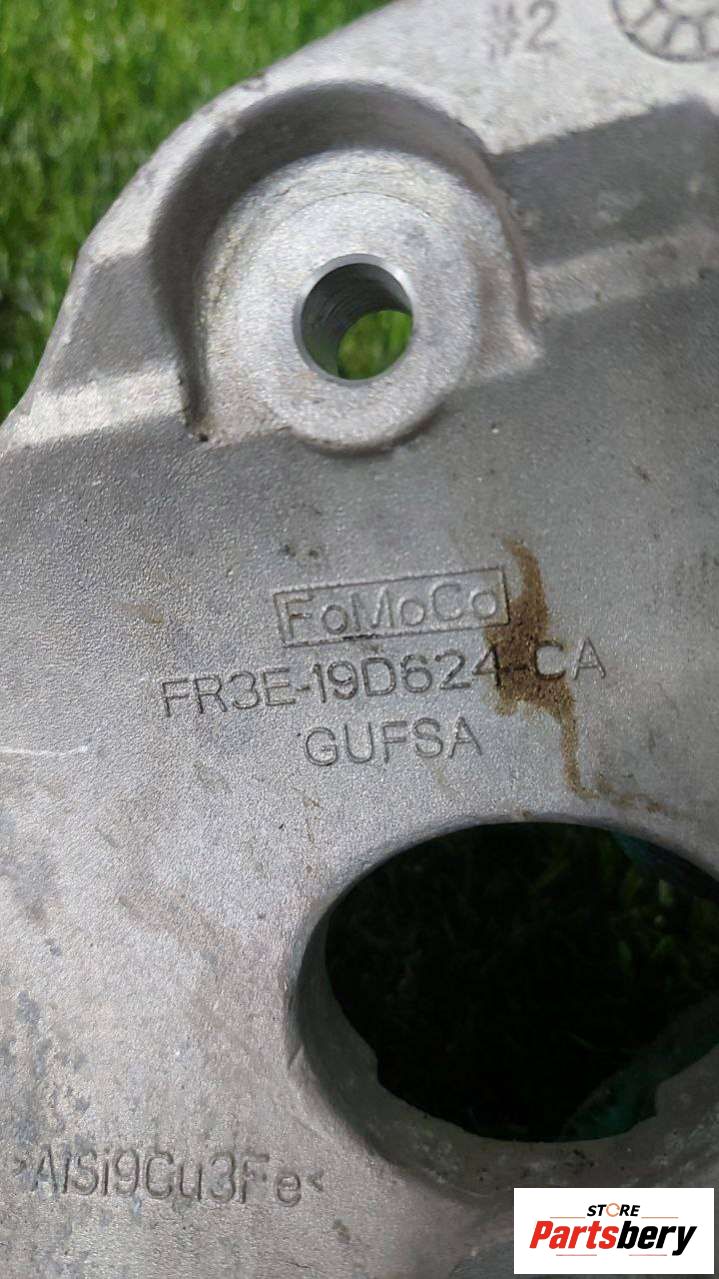 #2
FoMoCo
FR3E-19D624-CA
GUFSA
>AlSi9Cu3Fe<
STORE
Partsbery